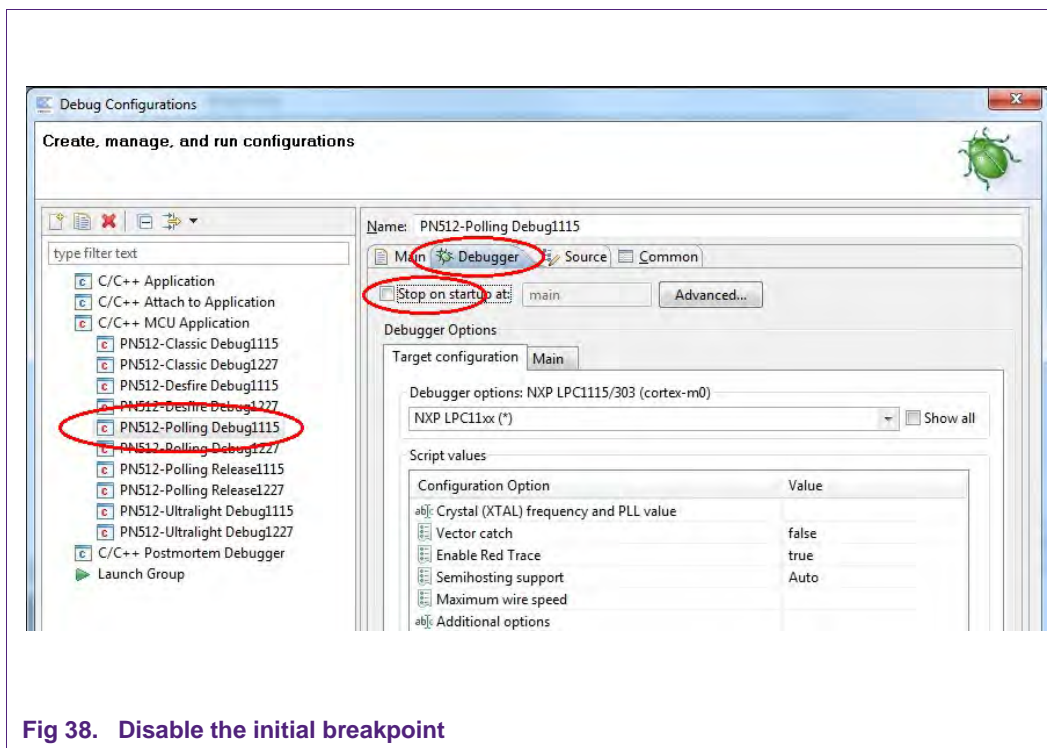 Debug Configurations
Create, manage, and run configurations
type filter text
C/C++ Application
C/C++ Attach to Application
C/C++ MCU Application
PN512-Classic Debug1115
PN512-Classic Debug1227
PN512-Desfire Debug1115
PN512-Desfire Debug1227
PN512-Polling Debug1115
PN512-Polling Debug1227
PN512-Polling Release1115
PN512-Polling Release1227
PN512-Ultralight Debug1115
PN512-Ultralight Debug1227
C/C++ Postmortem Debugger
Launch Group
Name: PN512-Polling Debug1115
Main Debugger Source Common
Stop on startup at: main Advanced...
Debugger Options
Target configuration Main
Debugger options: NXP LPC1115/303 (cortex-m0)
NXP LPC11xx (*) Show all
Script values
Configuration Option Value
Crystal (XTAL) frequency and PLL value
Vector catch false
Enable Red Trace true
Semihosting support Auto
Maximum wire speed
Additional options
Fig 38. Disable the initial breakpoint